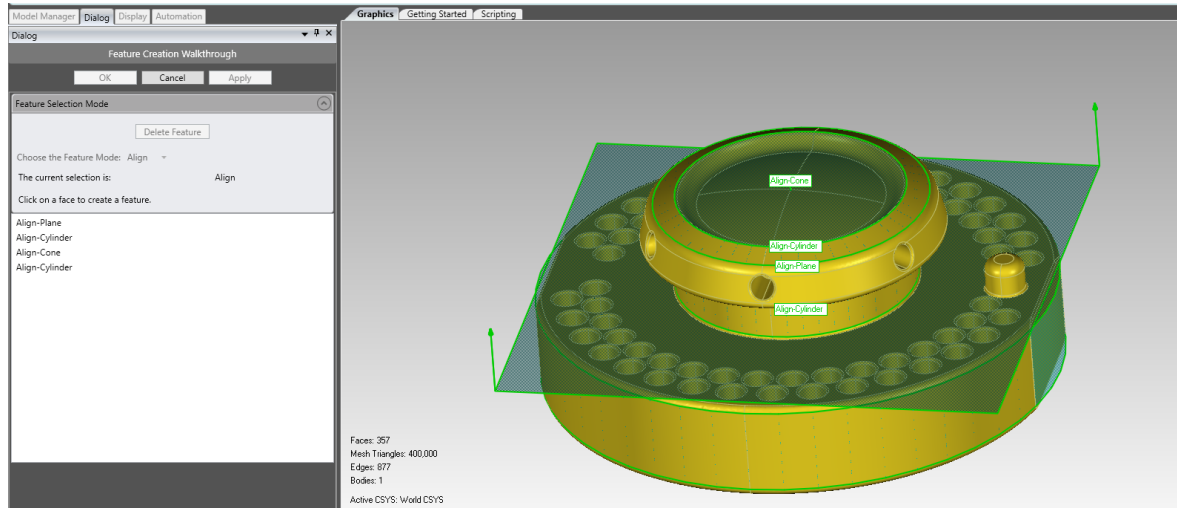 Model Manager Dialog Display Automation
Graphics Getting Started Scripting
Dialog
Feature Creation Walkthrough
OK Cancel Apply
Feature Selection Mode
Delete Feature
Choose the Feature Mode: Align
The current selection is: Align
Click on a face to create a feature.
Align-Plane
Align-Cylinder
Align-Cone
Align-Cylinder
Align-Cone
Align-Cylinder
Align-Plane
Align-Cylinder
Faces: 357
Mesh Triangles: 400,000
Edges: 877
Bodies: 1
Active CSYS: World CSYS